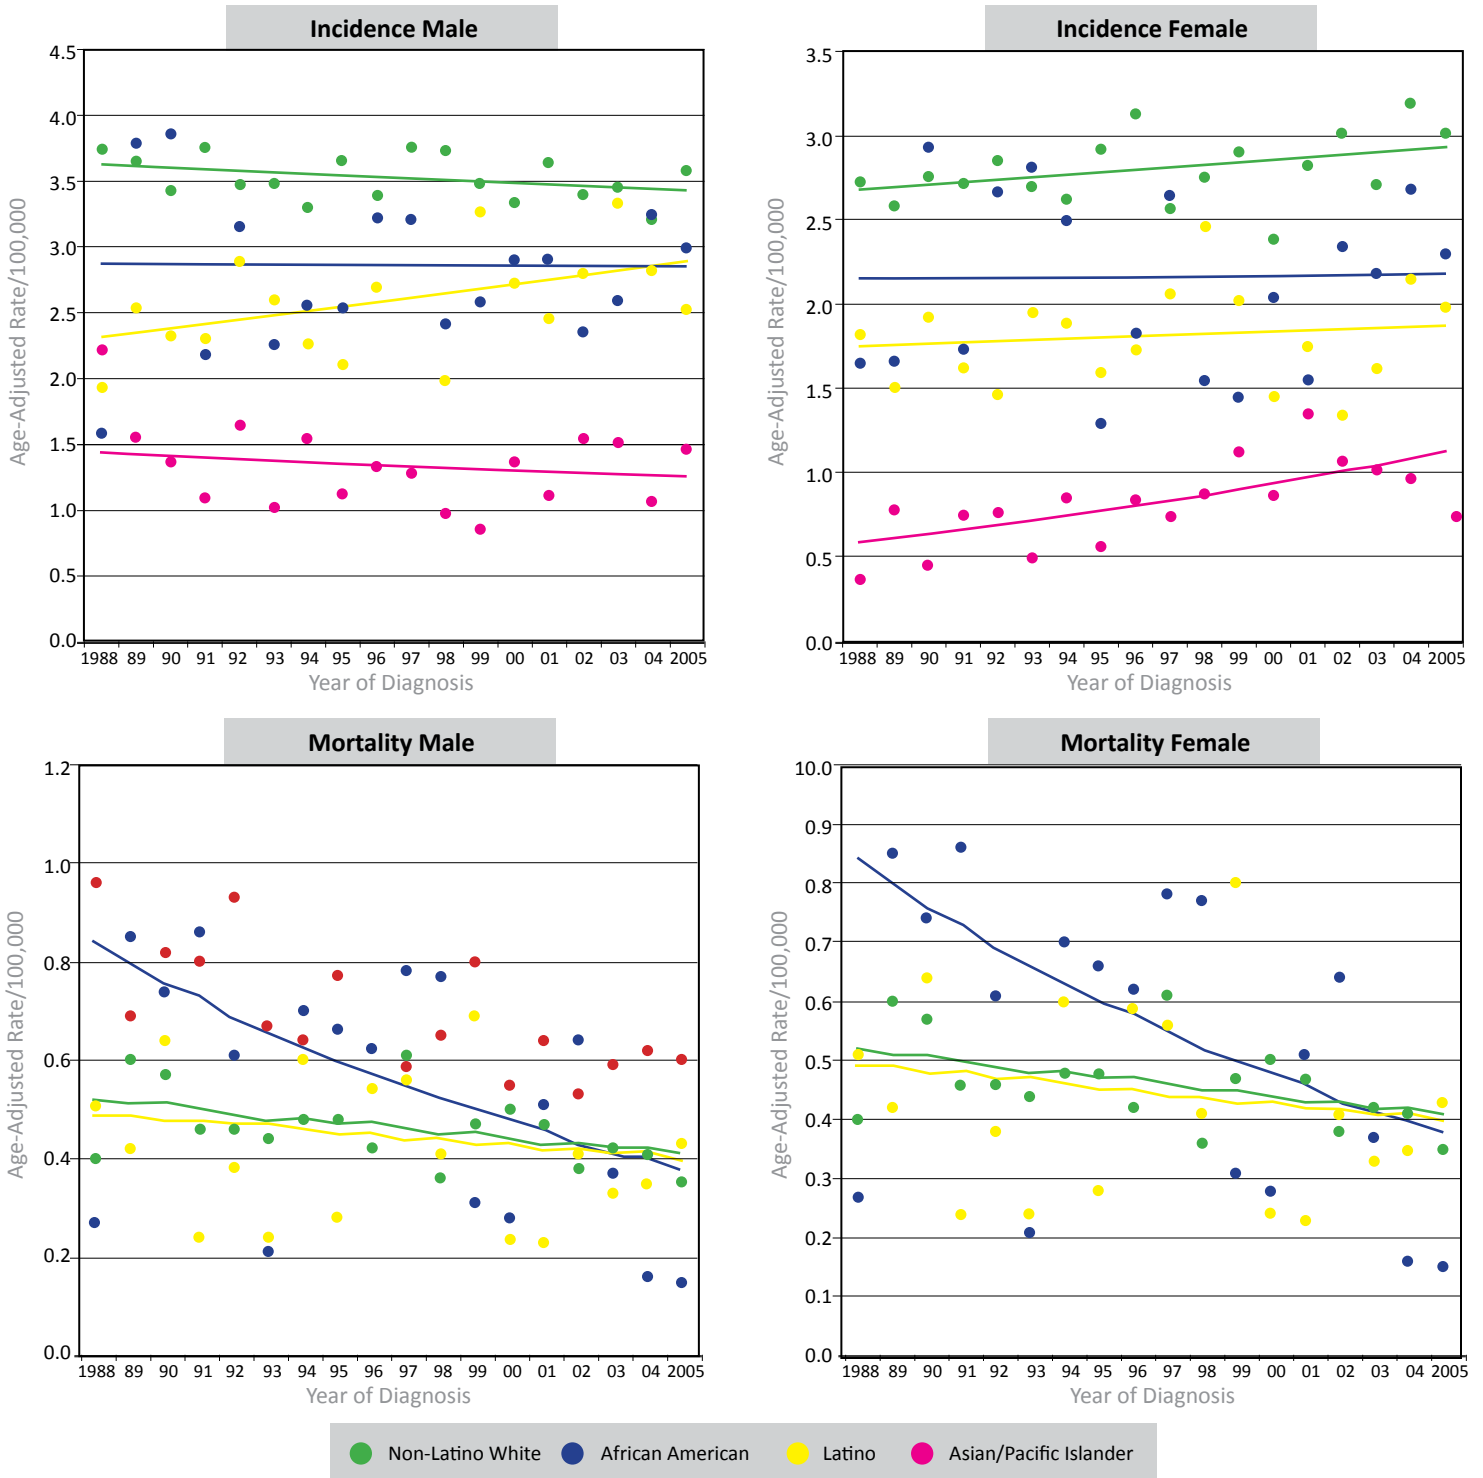 Incidence Male
4.5
4.0
3.5
3.0
2.5
2.0
1.5
1.0
0.5
0.0
Age-Adjusted Rate/100,000
1988 89 90 91 92 93 94 95 96 97 98 99 00 01 02 03 04 2005
Year of Diagnosis
Incidence Female
3.5
3.0
2.5
2.0
1.5
1.0
0.5
0.0
Age-Adjusted Rate/100,000
1988 89 90 91 92 93 94 95 96 97 98 99 00 01 02 03 04 2005
Year of Diagnosis
Mortality Male
1.2
1.0
0.8
0.6
0.4
0.2
0.0
Age-Adjusted Rate/100,000
1988 89 90 91 92 93 94 95 96 97 98 99 00 01 02 03 04 2005
Year of Diagnosis
Mortality Female
10.0
0.9
0.8
0.7
0.6
0.5
0.4
0.3
0.2
0.1
0.0
Age-Adjusted Rate/100,000
1988 89 90 91 92 93 94 95 96 97 98 99 00 01 02 03 04 2005
Year of Diagnosis
Non-Latino White African American Latino Asian/Pacific Islander